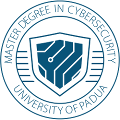 MASTER DEGREE IN CYBERSECURITY
UNIVERSITY OF PADUA